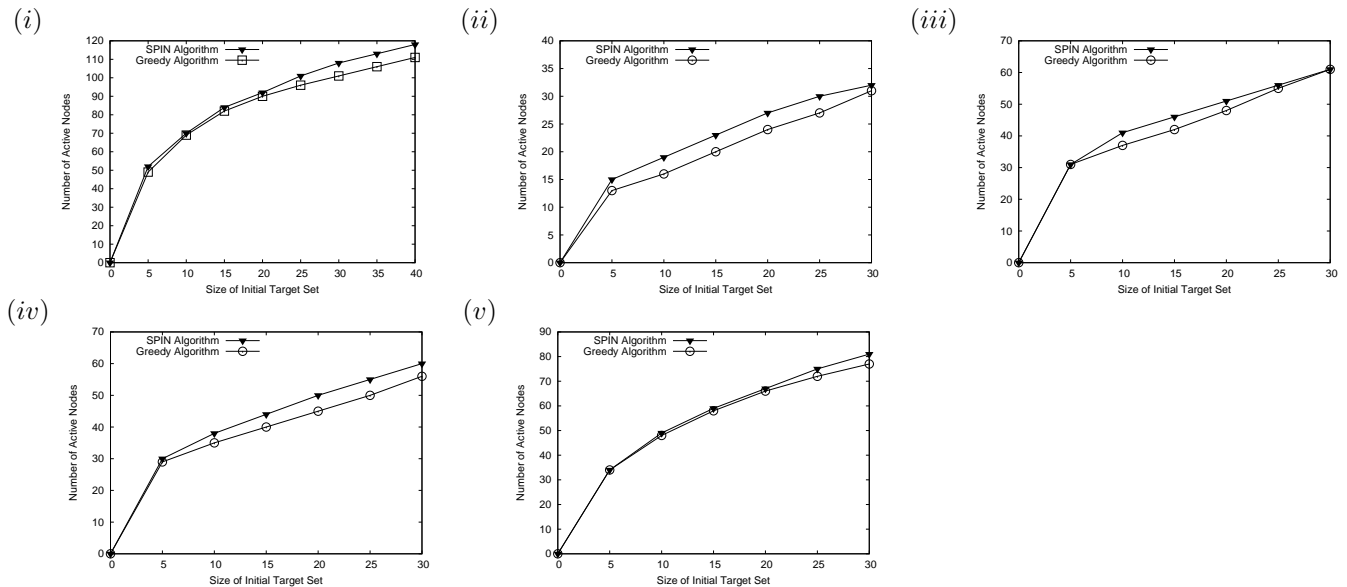 (i)
SPIN Algorithm
Greedy Algorithm
Number of Active Nodes
120
110
100
90
80
70
60
50
40
30
20
10
0
0 5 10 15 20 25 30 35 40
Size of Initial Target Set
(ii)
SPIN Algorithm
Greedy Algorithm
Number of Active Nodes
40
35
30
25
20
15
10
5
0
0 5 10 15 20 25 30
Size of Initial Target Set
(iii)
SPIN Algorithm
Greedy Algorithm
Number of Active Nodes
70
60
50
40
30
20
10
0
0 5 10 15 20 25 30
Size of Initial Target Set
(iv)
SPIN Algorithm
Greedy Algorithm
Number of Active Nodes
70
60
50
40
30
20
10
0
0 5 10 15 20 25 30
Size of Initial Target Set
(v)
SPIN Algorithm
Greedy Algorithm
Number of Active Nodes
90
80
70
60
50
40
30
20
10
0
0 5 10 15 20 25 30
Size of Initial Target Set